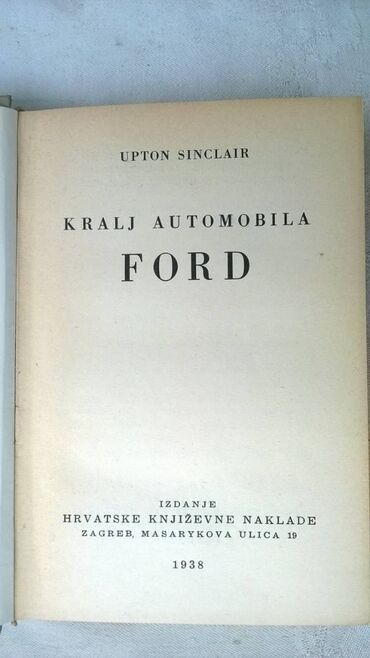 UPTON SINCLAIR
KRALJ AUTOMOBILA
FORD
IZDANJE
HRVATSKE KNJIŽEVNE NAKLADE
ZAGREB, MASARYKOVA ULICA 19
1938